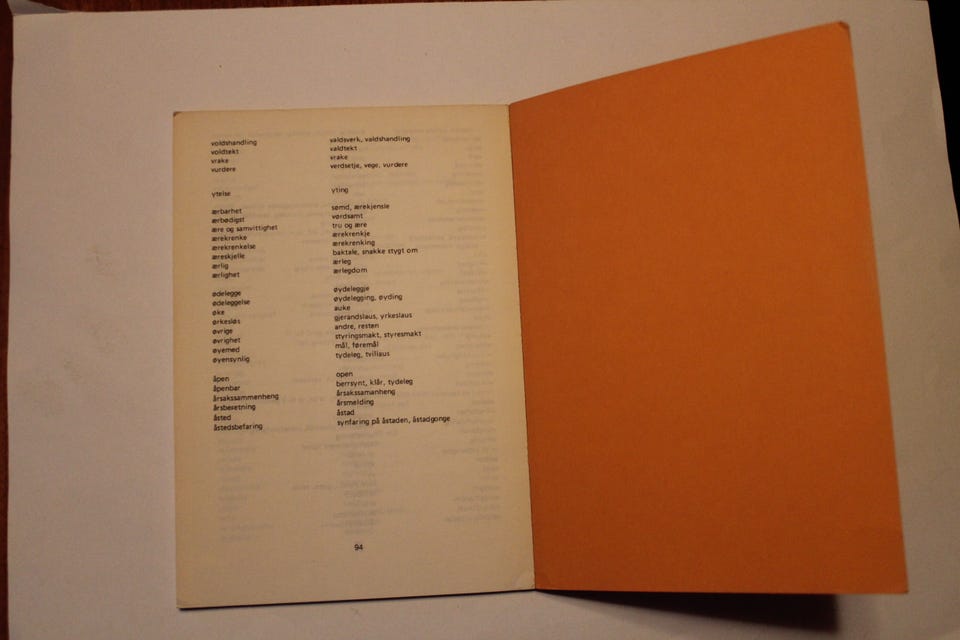 voldshandling valdsverk, valdshandling
voldtekt valdtekt
vrake vrake
vurdere verdsetje, vege, vurdere
ytelse yting
ærbarhet sømd, ærekjensle
ærbødigst vørdsamt
ære og samvittighet tru og ære
ærekrenke ærekrenkje
ærekrenkelse ærekrenking
æreskjelle baktale, snakke stygt om
ærlig ærleg
ærlighet ærlegdom
ødelegge øydeleggje
ødeleggelse øydelegging, øyding
øke auke
ørkesløs gjerandslaus, yrkeslaus
øvrige andre, resten
øvrighet styringsmakt, styresmakt
øyemed mål, føremål
øyensynlig tydeleg, tvillaus
åpen open
åpenbar berrsynt, klår, tydeleg
årsakssammenheng årsakssamanheng
årsberetning årsmelding
åsted åstad
åstedsbefaring synfaring på åstaden, åstadgonge
94